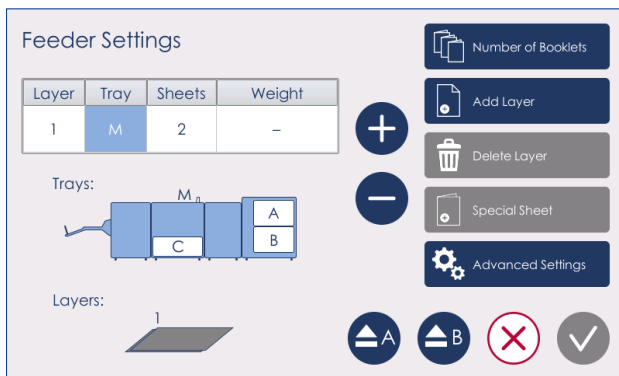 Feeder Settings
Number of Booklets
Layer Tray Sheets Weight
1 M 2 –
Add Layer
Delete Layer
Trays:
M
A
B
C
Special Sheet
Advanced Settings
Layers:
1
A
B